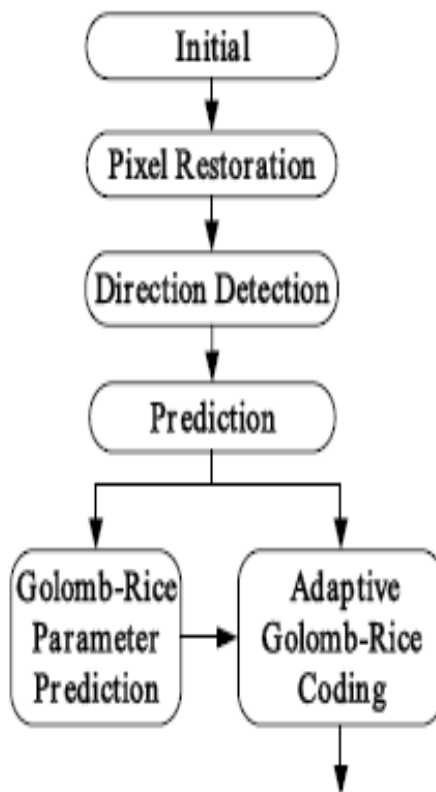 Initial
Pixel Restoration
Direction Detection
Prediction
Golomb-Rice
Parameter
Prediction
Adaptive
Golomb-Rice
Coding